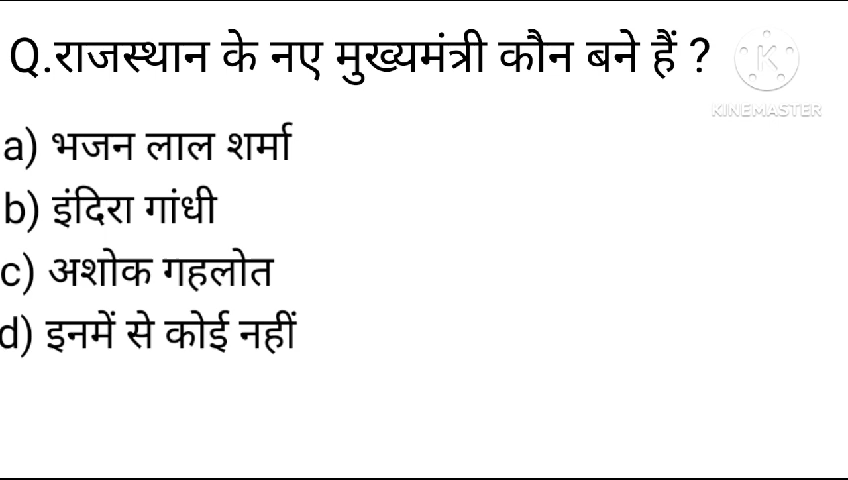 Q.राजस्थान के नए मुख्यमंत्री कौन बने हैं ?
K
KINEMASTER
a) भजन लाल शर्मा
b) इंदिरा गांधी
c) अशोक गहलोत
d) इनमें से कोई नहीं